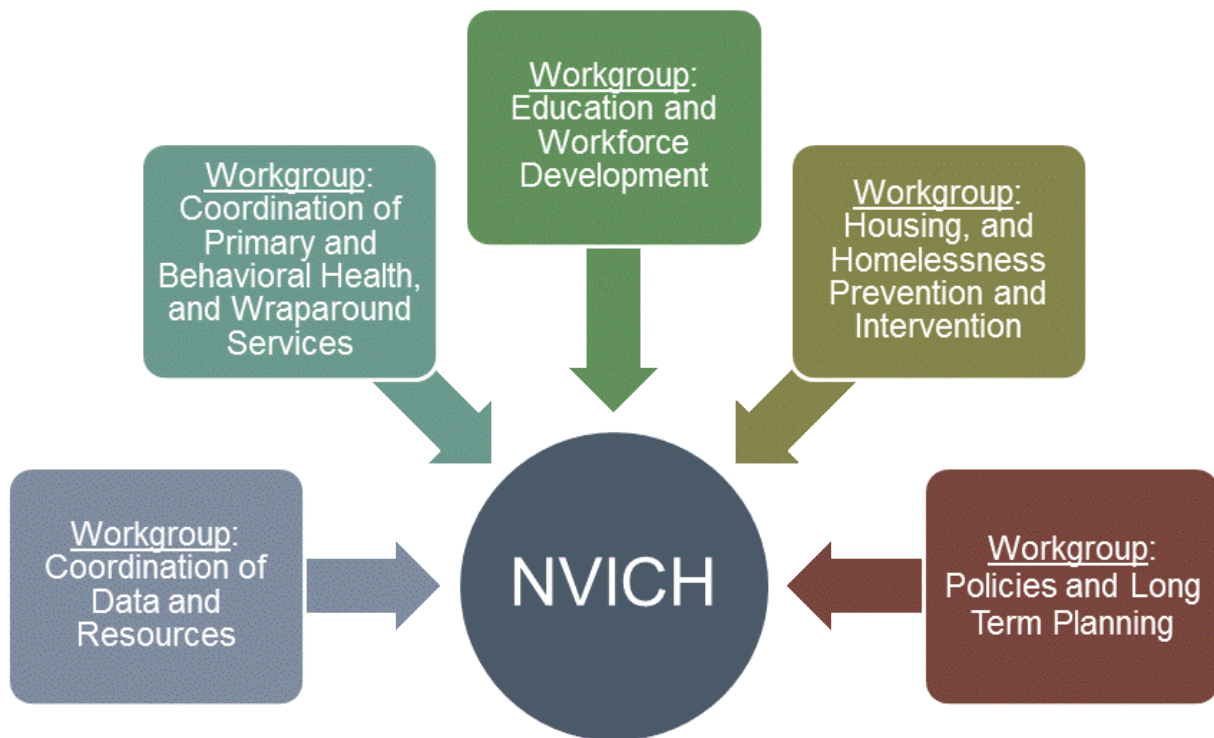 Workgroup:
Education and
Workforce
Development
Workgroup:
Coordination of
Primary and
Behavioral Health,
and Wraparound
Services
Workgroup:
Housing, and
Homelessness
Prevention and
Intervention
Workgroup:
Coordination of
Data and
Resources
NVICH
Workgroup:
Policies and Long
Term Planning